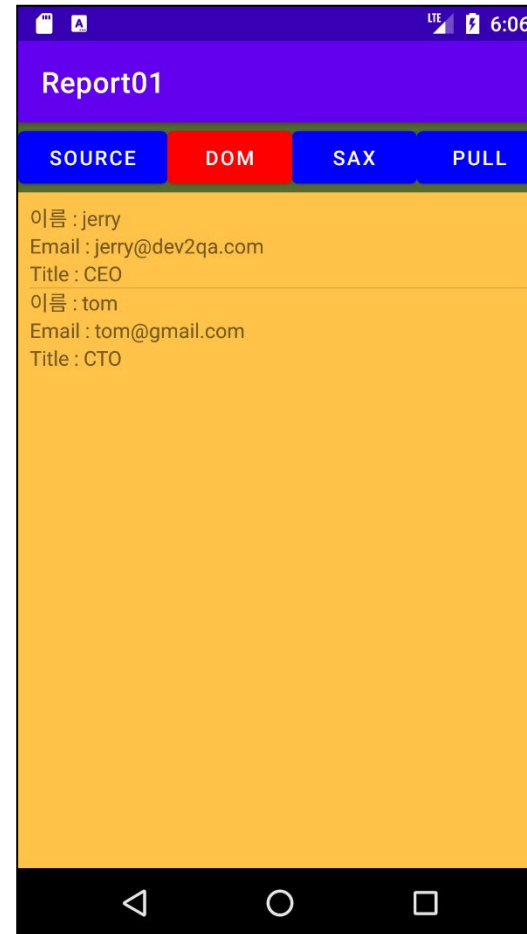 LTE 6:06
Report01
SOURCE DOM SAX PULL
이름 : jerry
Email : jerry@dev2qa.com
Title : CEO
이름 : tom
Email : tom@gmail.com
Title : CTO